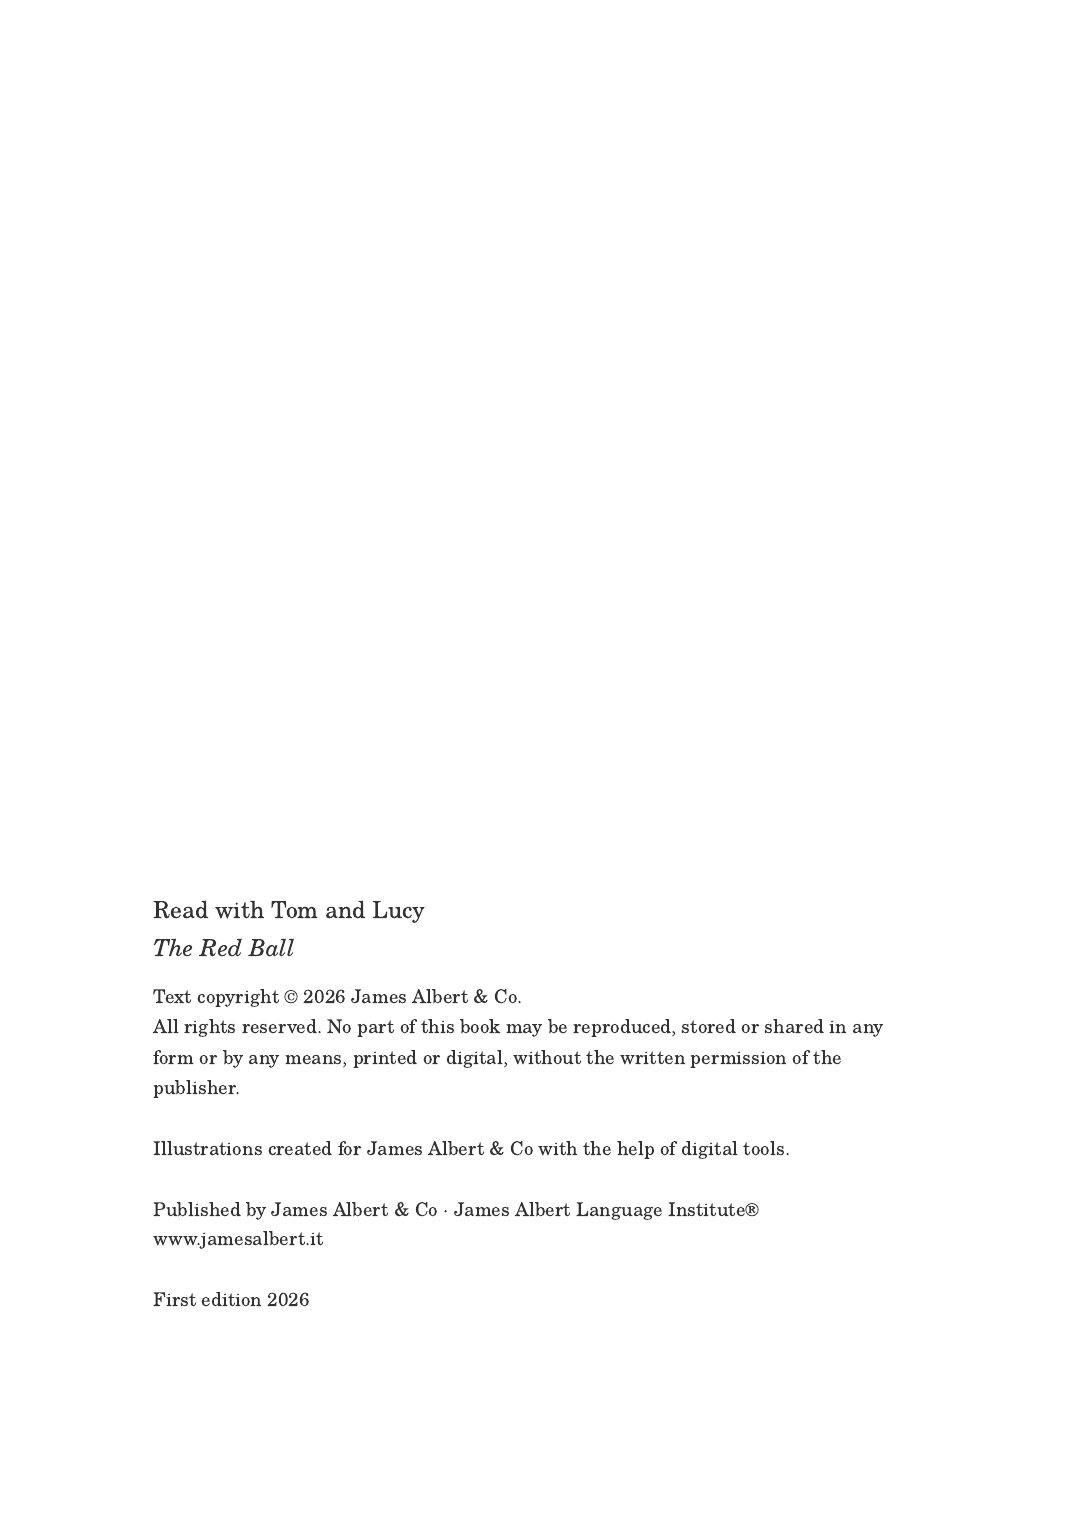 Read with Tom and Lucy
The Red Ball
Text copyright © 2026 James Albert & Co.
All rights reserved. No part of this book may be reproduced, stored or shared in any
form or by any means, printed or digital, without the written permission of the
publisher.
Illustrations created for James Albert & Co with the help of digital tools.
Published by James Albert & Co · James Albert Language Institute®
www.jamesalbert.it
First edition 2026